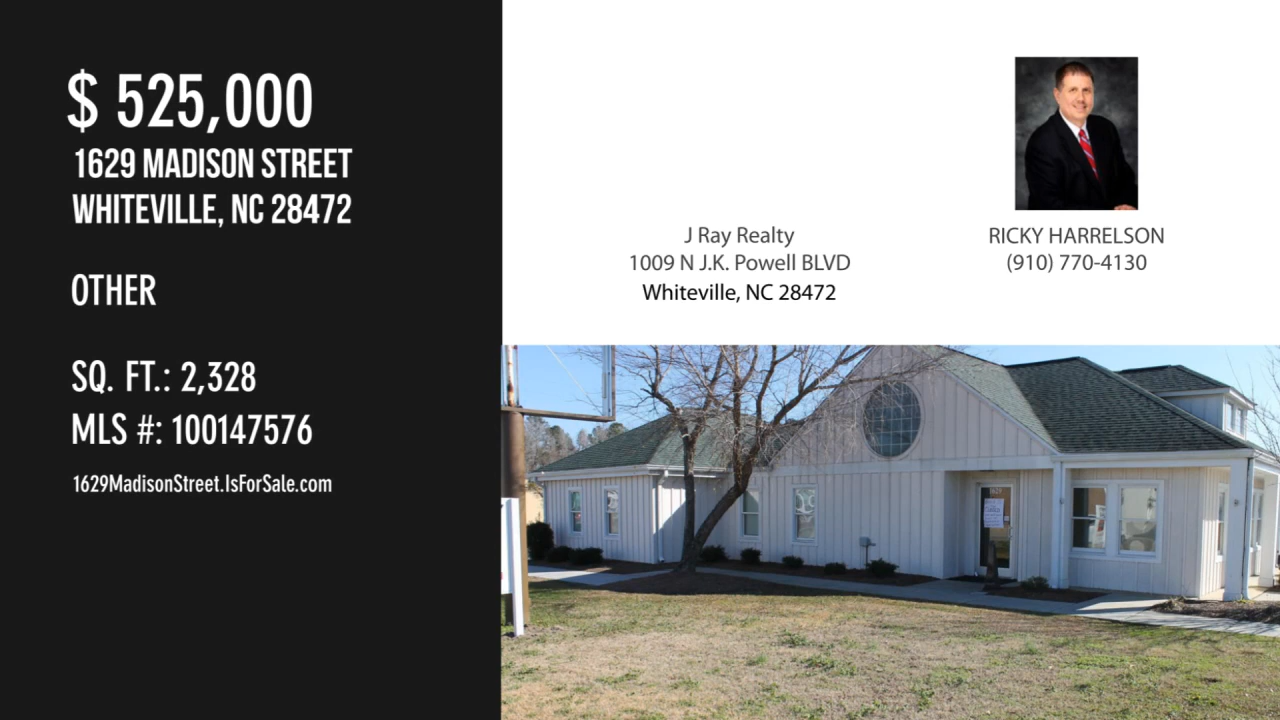 $ 525,000
1629 MADISON STREET
WHITEVILLE, NC 28472
OTHER
SQ. FT.: 2,328
MLS #: 100147576
1629MadisonStreet.IsForSale.com
J Ray Realty
1009 N J.K. Powell BLVD
Whiteville, NC 28472
RICKY HARRELSON
(910) 770-4130